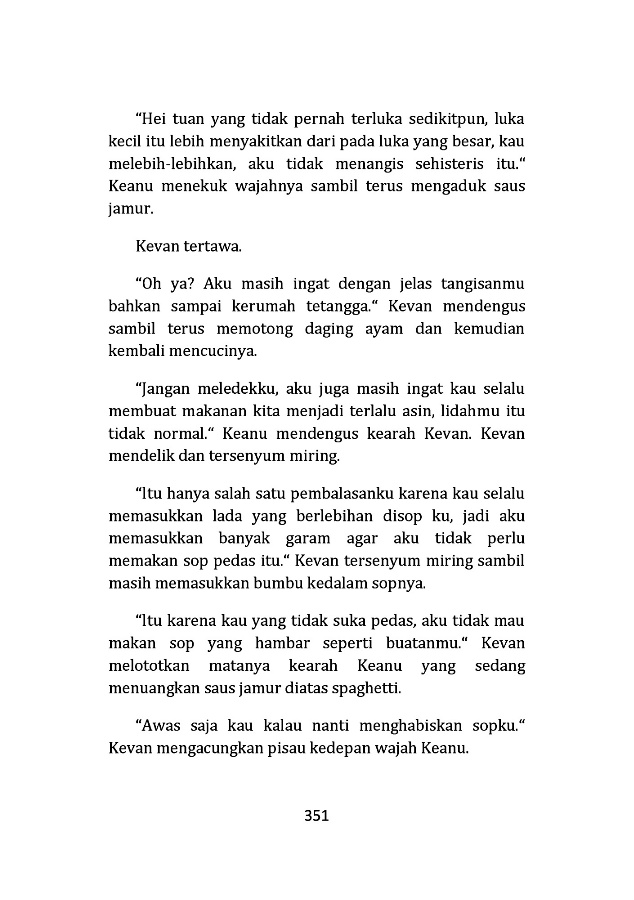 “Hei tuan yang tidak pernah terluka sedikitpun, luka
kecil itu lebih menyakitkan dari pada luka yang besar, kau
melebih-lebihkan, aku tidak menangis sehisteris itu.“
Keanu menekuk wajahnya sambil terus mengaduk saus
jamur.
Kevan tertawa.
“Oh ya? Aku masih ingat dengan jelas tangisanmu
bahkan sampai kerumah tetangga.“ Kevan mendengus
sambil terus memotong daging ayam dan kemudian
kembali mencucinya.
“Jangan meledekku, aku juga masih ingat kau selalu
membuat makanan kita menjadi terlalu asin, lidahmu itu
tidak normal.“ Keanu mendengus kearah Kevan. Kevan
mendelik dan tersenyum miring.
“Itu hanya salah satu pembalasanku karena kau selalu
memasukkan lada yang berlebihan disop ku, jadi aku
memasukkan banyak garam agar aku tidak perlu
memakan sop pedas itu.“ Kevan tersenyum miring sambil
masih memasukkan bumbu kedalam sopnya.
“Itu karena kau yang tidak suka pedas, aku tidak mau
makan sop yang hambar seperti buatanmu.“ Kevan
melototkan matanya kearah Keanu yang sedang
menuangkan saus jamur diatas spaghetti.
“Awas saja kau kalau nanti menghabiskan sopku.“
Kevan mengacungkan pisau kedepan wajah Keanu.
351